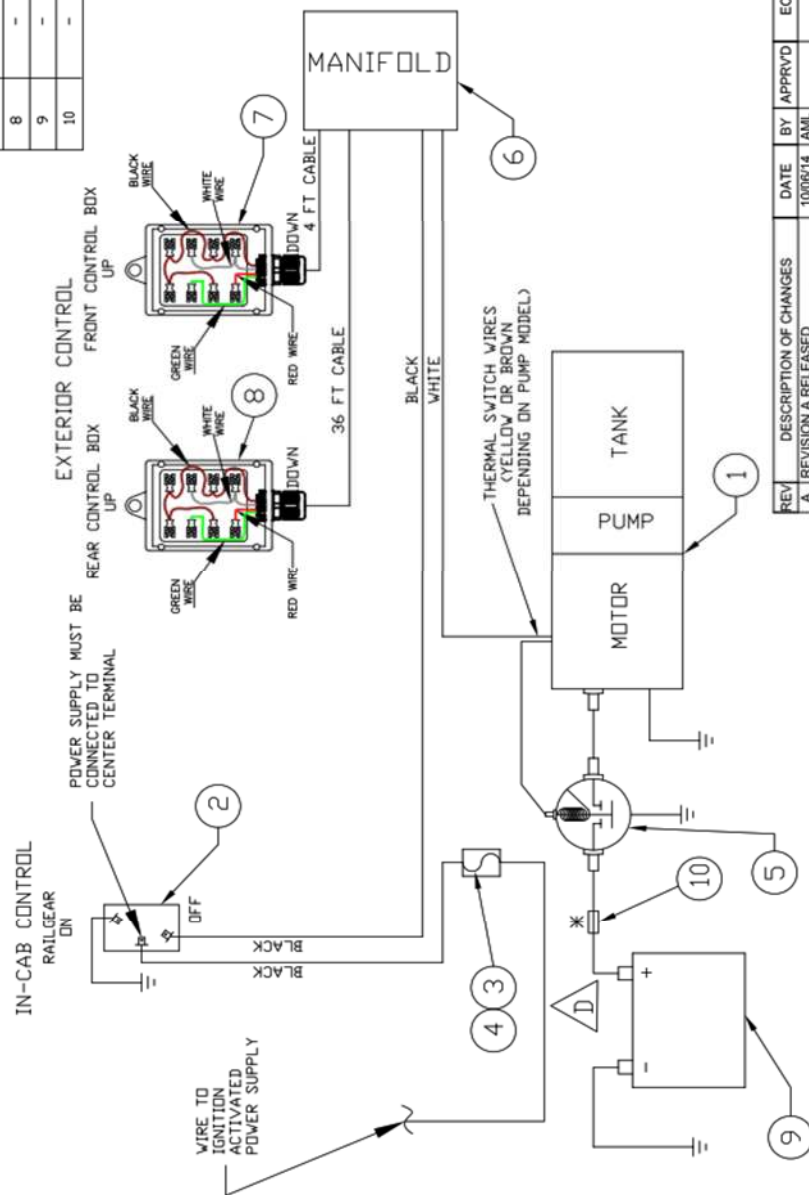 8 -
9 -
10 -
IN-CAB CONTROL
RAILGEAR
ON
OFF
POWER SUPPLY MUST BE
CONNECTED TO
CENTER TERMINAL
2
BLACK
BLACK
WIRE TO
IGNITION
ACTIVATED
POWER SUPPLY
3
4
EXTERIOR CONTROL
REAR CONTROL BOX
UP
BLACK
WIRE
WHITE
WIRE
GREEN
WIRE
RED WIRE
DOWN
8
FRONT CONTROL BOX
UP
BLACK
WIRE
WHITE
WIRE
GREEN
WIRE
RED WIRE
DOWN
7
4 FT CABLE
36 FT CABLE
MANIFOLD
6
BLACK
WHITE
THERMAL SWITCH WIRES
(YELLOW OR BROWN
DEPENDING ON PUMP MODEL)
MOTOR
PUMP
TANK
1
5
*
10
D
+
-
9
REV DESCRIPTION OF CHANGES DATE BY APPRV'D
A REVISION A RELEASED 10/06/14 AML